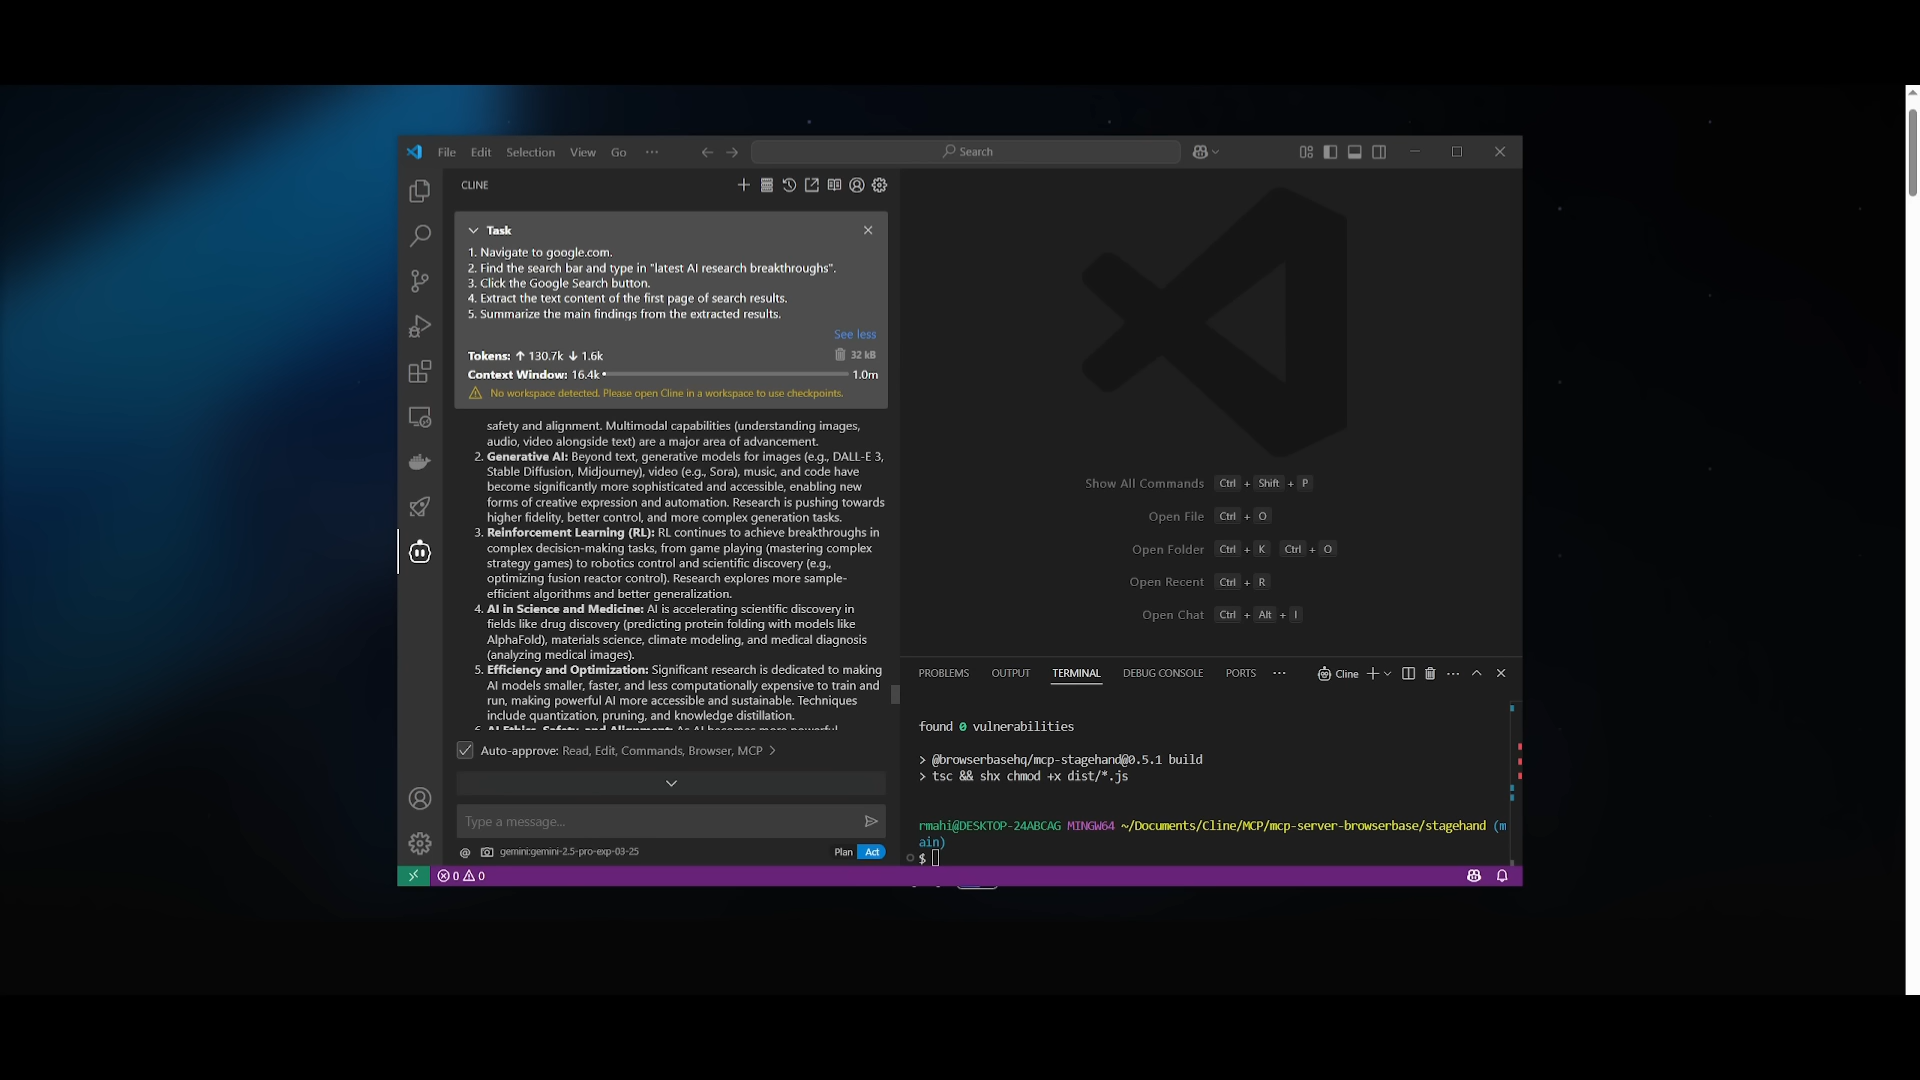 File Edit Selection View Go ··· Search
CLINE
Task
1. Navigate to google.com.
2. Find the search bar and type in "latest AI research breakthroughs".
3. Click the Google Search button.
4. Extract the text content of the first page of search results.
5. Summarize the main findings from the extracted results.
See less
Tokens: ↑ 130.7k ↓ 1.6k 32 kB
Context Window: 16.4k 1.0m
No workspace detected. Please open Cline in a workspace to use checkpoints.
safety and alignment. Multimodal capabilities (understanding images,
audio, video alongside text) are a major area of advancement.
2. Generative AI: Beyond text, generative models for images (e.g., DALL-E 3,
Stable Diffusion, Midjourney), video (e.g., Sora), music, and code have
become significantly more sophisticated and accessible, enabling new
forms of creative expression and automation. Research is pushing towards
higher fidelity, better control, and more complex generation tasks.
3. Reinforcement Learning (RL): RL continues to achieve breakthroughs in
complex decision-making tasks, from game playing (mastering complex
strategy games) to robotics control and scientific discovery (e.g.,
optimizing fusion reactor control). Research explores more sample-
efficient algorithms and better generalization.
4. AI in Science and Medicine: AI is accelerating scientific discovery in
fields like drug discovery (predicting protein folding with models like
AlphaFold), materials science, climate modeling, and medical diagnosis
(analyzing medical images).
5. Efficiency and Optimization: Significant research is dedicated to making
AI models smaller, faster, and less computationally expensive to train and
run, making powerful AI more accessible and sustainable. Techniques
include quantization, pruning, and knowledge distillation.
6. AI Ethics, Safety, and Alignment: As AI becomes more powerful,
Auto-approve: Read, Edit, Commands, Browser, MCP >
Type a message...
@ gemini:gemini-2.5-pro-exp-03-25 Plan Act
0 0
Show All Commands Ctrl + Shift + P
Open File Ctrl + O
Open Folder Ctrl + K Ctrl + O
Open Recent Ctrl + R
Open Chat Ctrl + Alt + I
PROBLEMS OUTPUT TERMINAL DEBUG CONSOLE PORTS ··· Cline
found 0 vulnerabilities
> @browserbasehq/mcp-stagehand@0.5.1 build
> tsc && shx chmod +x dist/*.js
rmahi@DESKTOP-24ABCAG MINGW64 ~/Documents/Cline/MCP/mcp-server-browserbase/stagehand (m
ain)
$